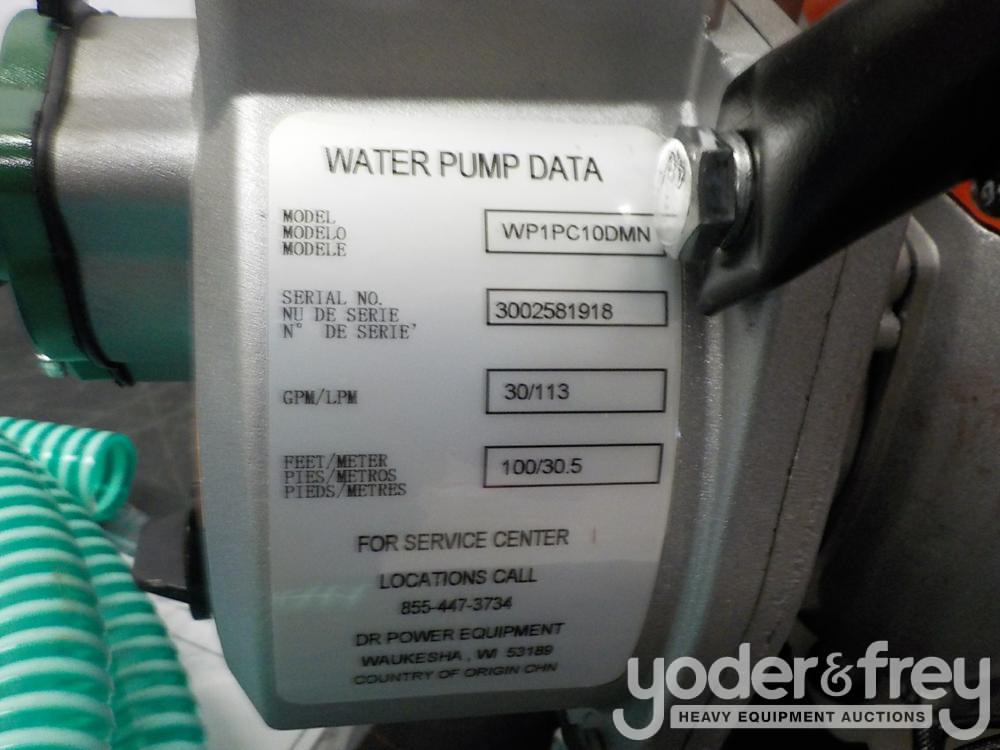 WATER PUMP DATA
MODEL
MODELO
MODELE
WP1PC10DMN
SERIAL NO.
NU DE SERIE
N° DE SERIE'
3002581918
GPM/LPM
30/113
FEET/METER
PIES/METROS
PIEDS/METRES
100/30.5
FOR SERVICE CENTER
LOCATIONS CALL
855-447-3734
DR POWER EQUIPMENT
WAUKESHA, WI 53189
COUNTRY OF ORIGIN CHN
yoder&frey
HEAVY EQUIPMENT AUCTIONS